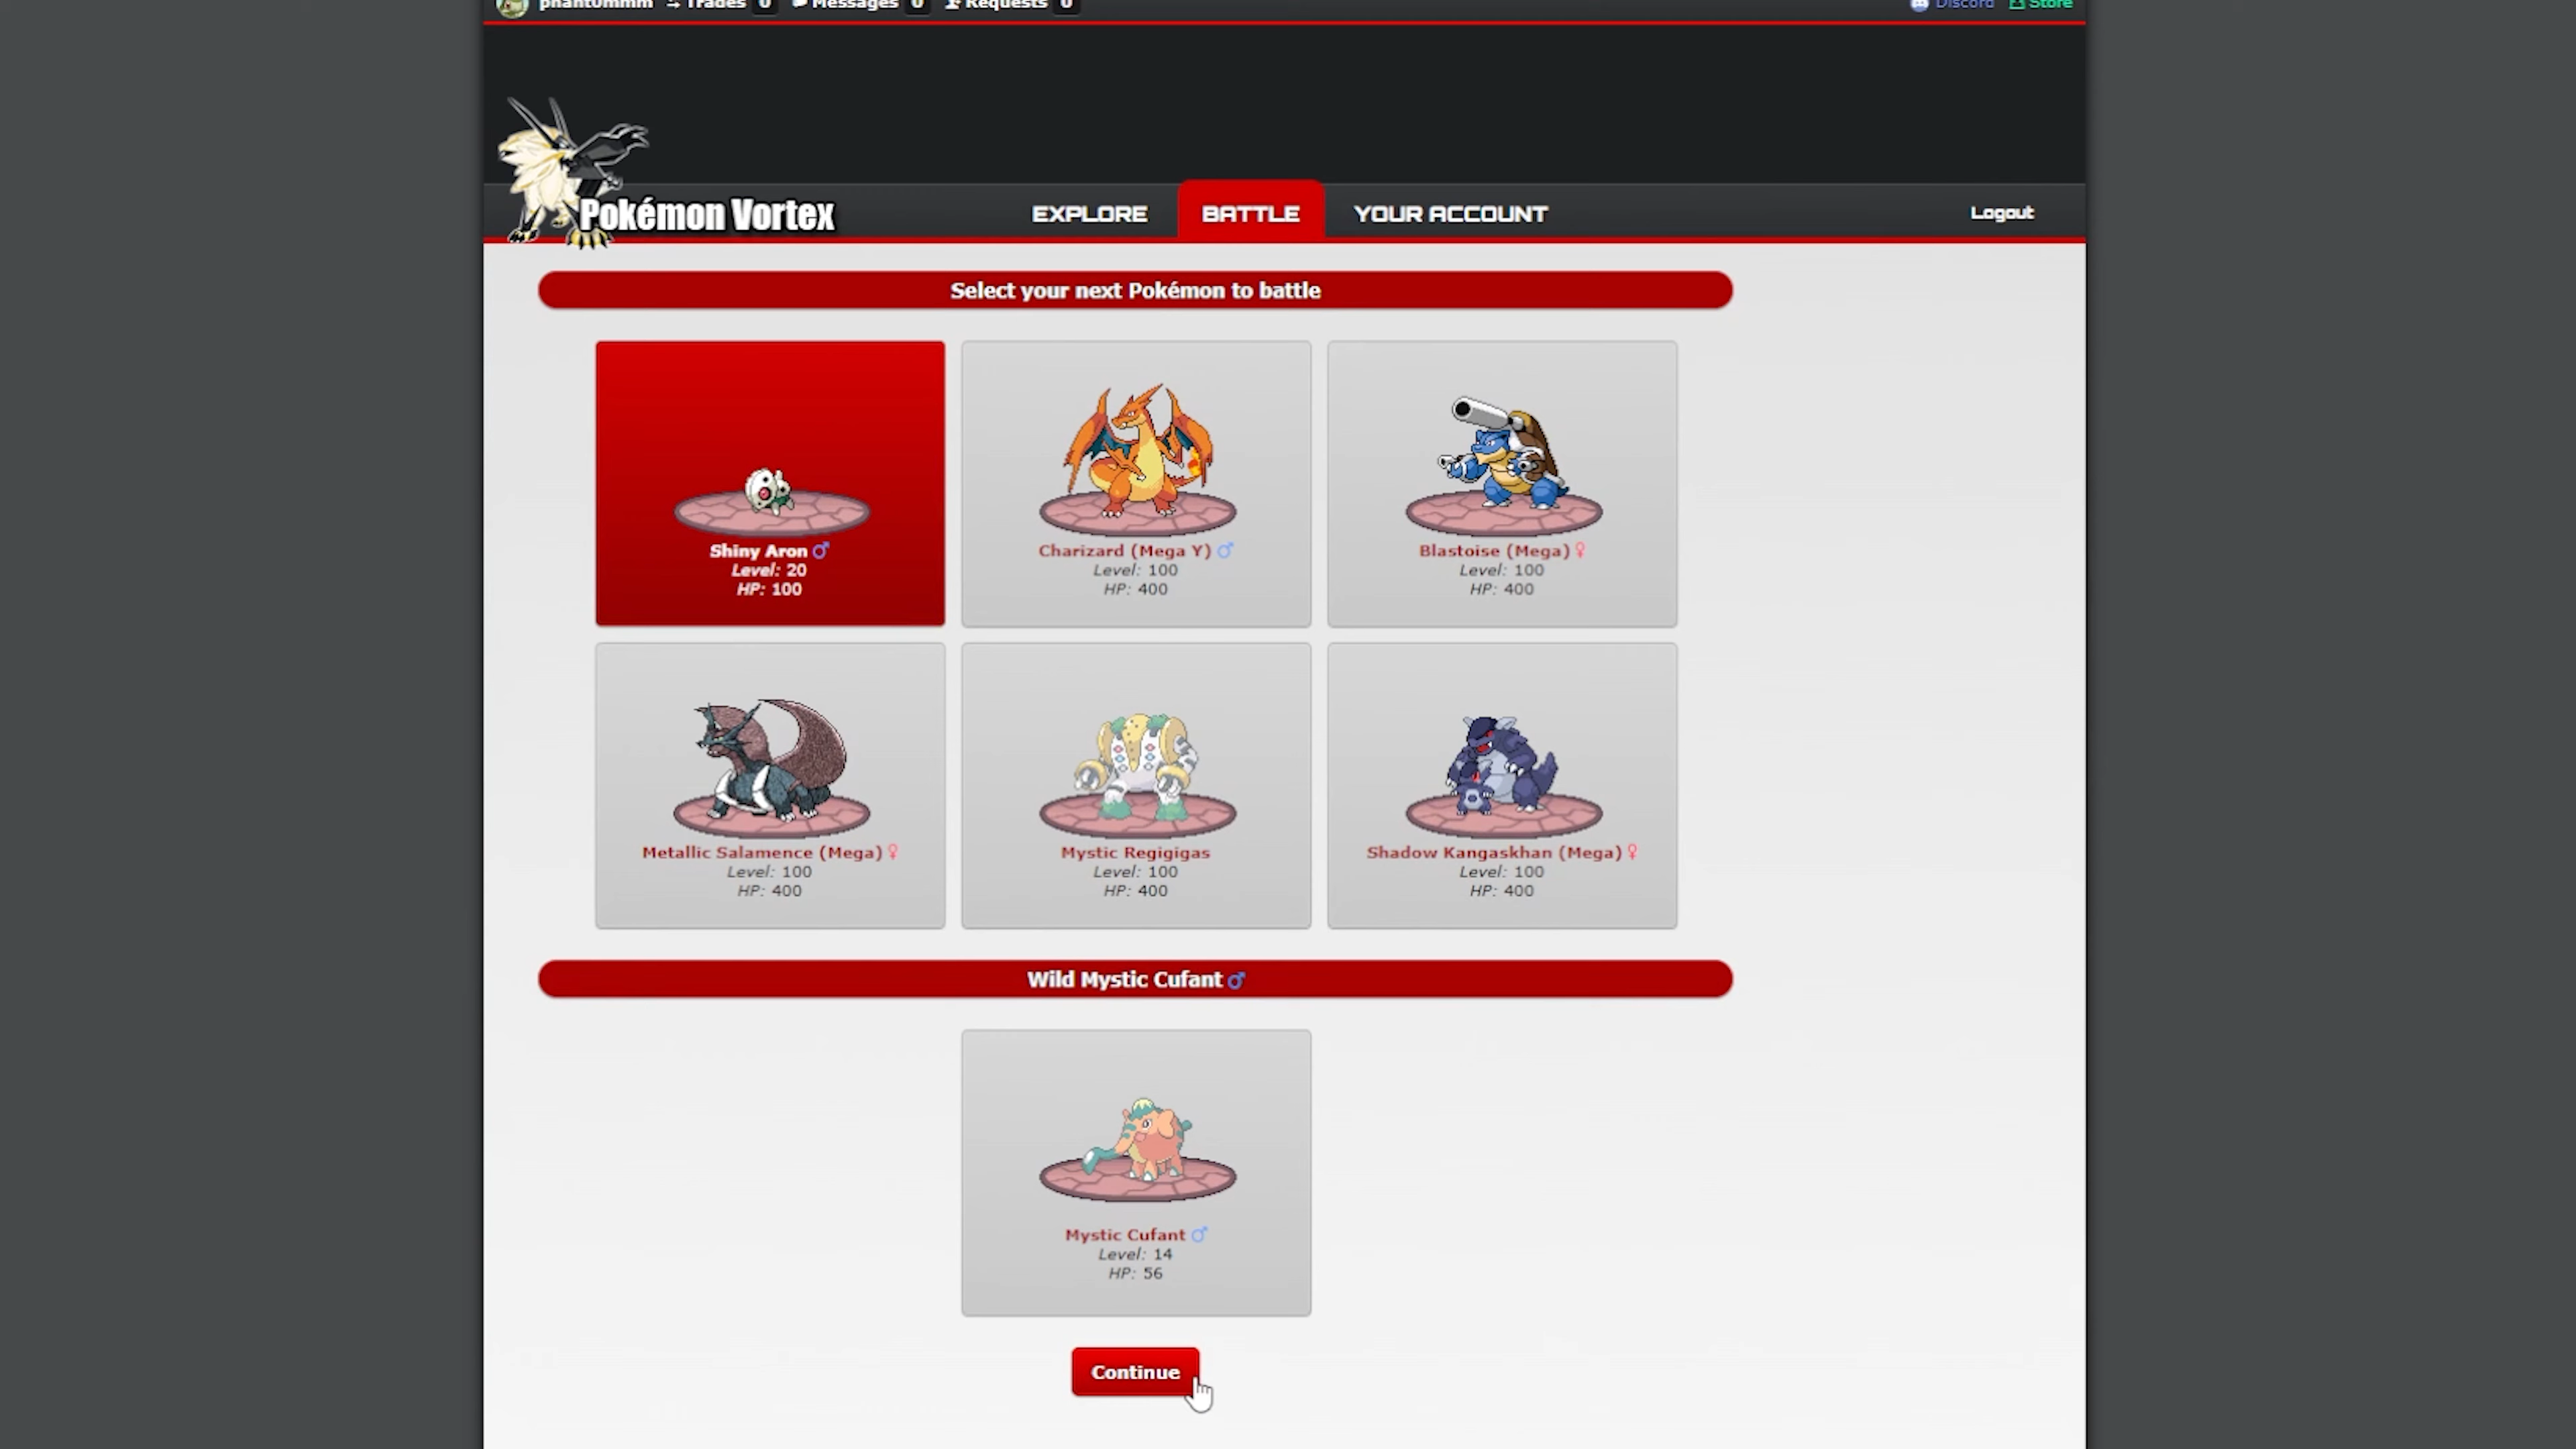 phant0mmm Trades 0 Messages 0 Requests 0 Discord Store
Pokémon Vortex
EXPLORE BATTLE YOUR ACCOUNT Logout
Select your next Pokémon to battle
Shiny Aron ♂
Level: 20
HP: 100
Charizard (Mega Y) ♂
Level: 100
HP: 400
Blastoise (Mega) ♀
Level: 100
HP: 400
Metallic Salamence (Mega) ♀
Level: 100
HP: 400
Mystic Regigigas
Level: 100
HP: 400
Shadow Kangaskhan (Mega) ♀
Level: 100
HP: 400
Wild Mystic Cufant ♂
Mystic Cufant ♂
Level: 14
HP: 56
Continue